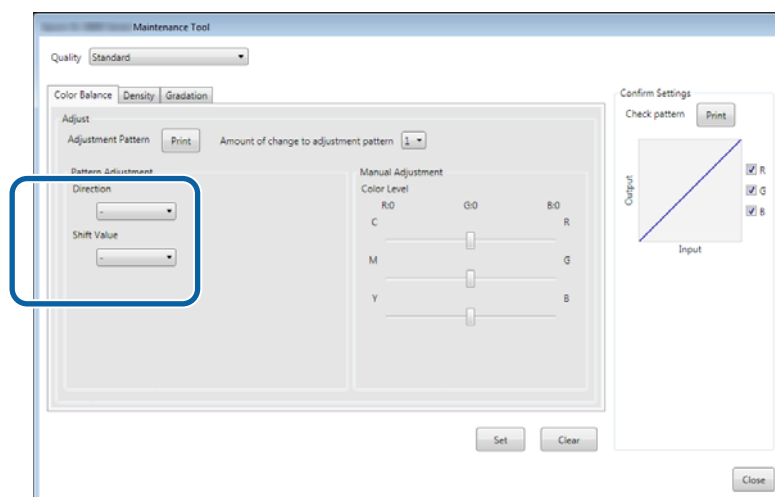 Maintenance Tool
Quality Standard
Color Balance Density Gradation
Adjust
Adjustment Pattern Print Amount of change to adjustment pattern 1
Pattern Adjustment
Direction
-
Shift Value
-
Manual Adjustment
Color Level
R:0 G:0 B:0
C R
M G
Y B
Set Clear
Confirm Settings
Check pattern Print
Output
R
G
B
Input
Close